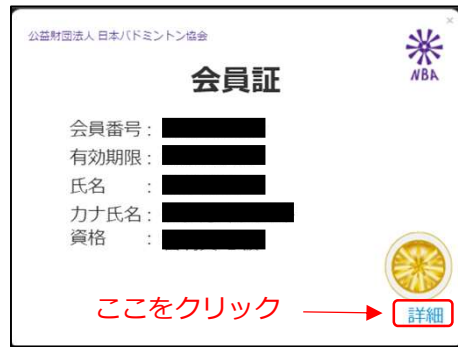 公益財団法人 日本バドミントン協会
×
NBA
会員証
会員番号：
有効期限：
氏名　　：
カナ氏名：
資格　　：
ここをクリック
詳細